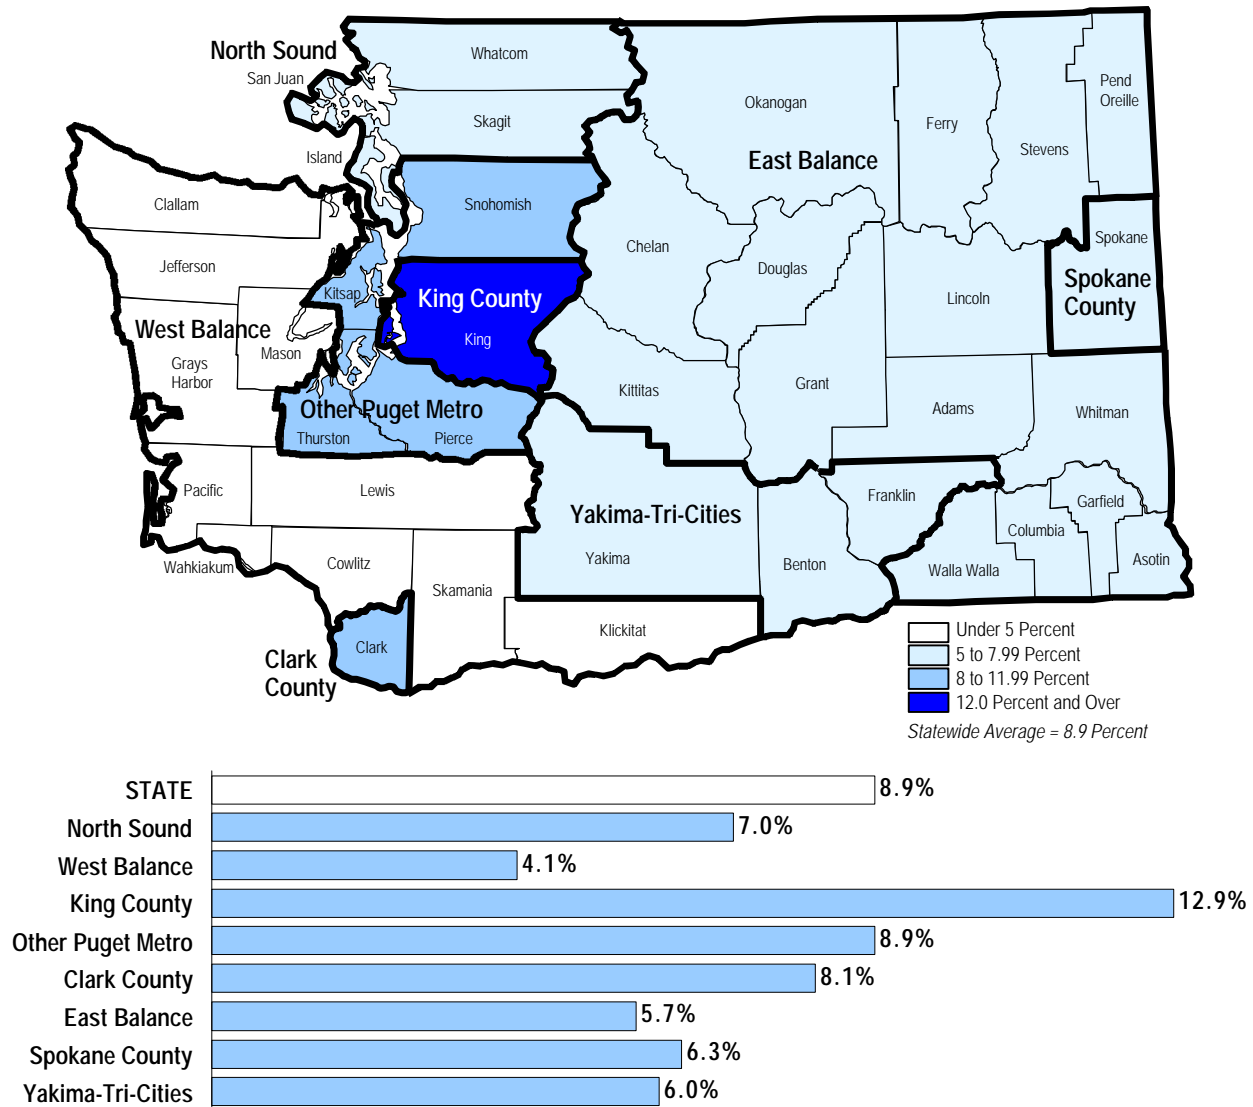 North Sound
San Juan
Whatcom
Skagit
Island
Okanogan
Ferry
Stevens
Pend
Oreille
East Balance
Clallam
Snohomish
Jefferson
Chelan
Douglas
Spokane
Spokane
County
Lincoln
Kitsap
King County
King
West Balance
Mason
Grays
Harbor
Kittitas
Grant
Adams
Whitman
Other Puget Metro
Thurston
Pierce
Pacific
Lewis
Yakima-Tri-Cities
Franklin
Garfield
Columbia
Wahkiakum
Cowlitz
Skamania
Yakima
Benton
Walla Walla
Asotin
Klickitat
Clark
Clark
County
Under 5 Percent
5 to 7.99 Percent
8 to 11.99 Percent
12.0 Percent and Over
Statewide Average = 8.9 Percent
STATE 8.9%
North Sound 7.0%
West Balance 4.1%
King County 12.9%
Other Puget Metro 8.9%
Clark County 8.1%
East Balance 5.7%
Spokane County 6.3%
Yakima-Tri-Cities 6.0%